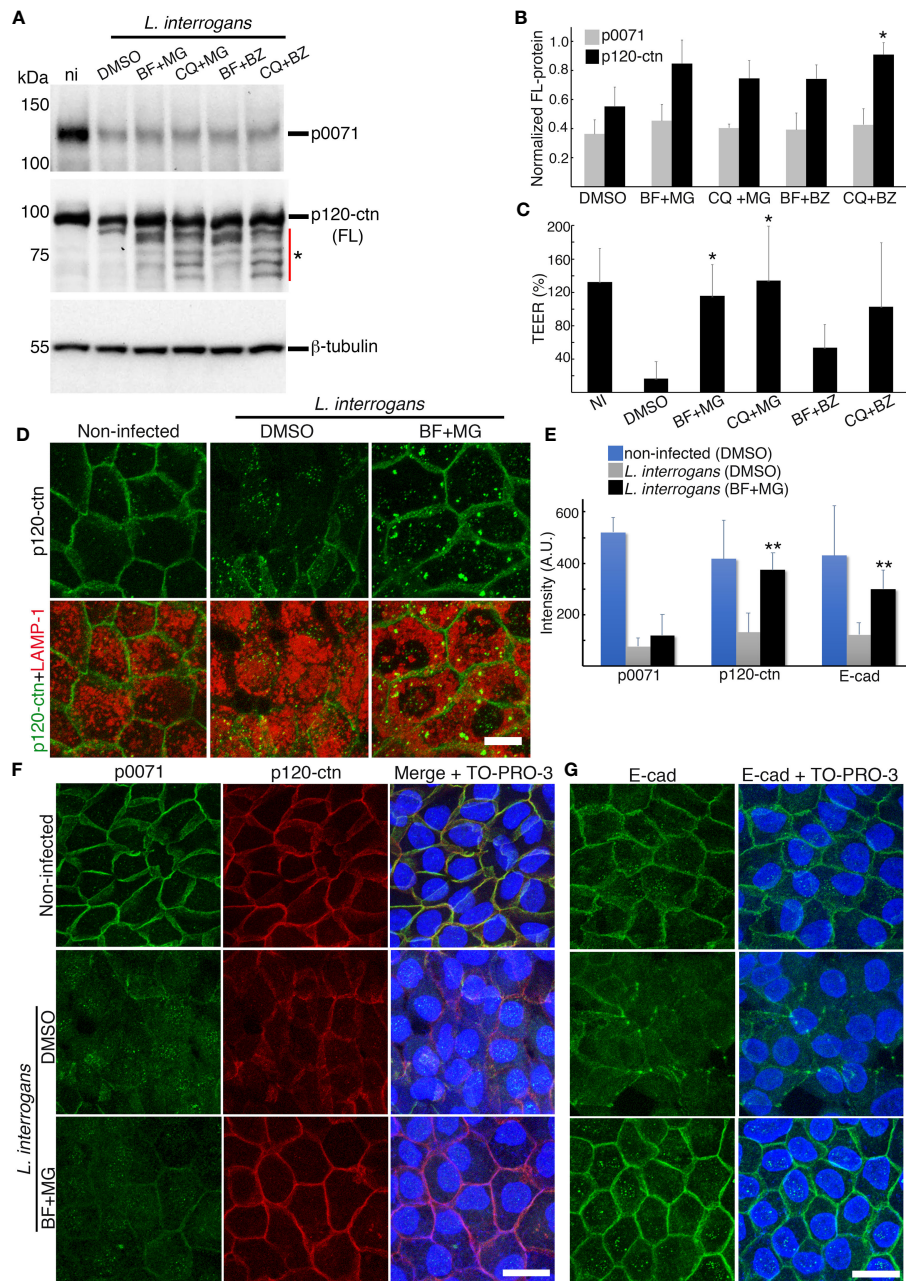 A
L. interrogans
kDa
ni
DMSO
BF+MG
CQ+MG
BF+BZ
CQ+BZ
150
p0071
100
100
p120-ctn
(FL)
75
*
55
β-tubulin
B
p0071
p120-ctn
*
Normalized FL-protein
1.0
0.8
0.6
0.4
0.2
DMSO
BF+MG
CQ +MG
BF+BZ
CQ+BZ
C
TEER (%)
200
160
120
80
40
*
*
NI
DMSO
BF+MG
CQ+MG
BF+BZ
CQ+BZ
D
L. interrogans
Non-infected
DMSO
BF+MG
p120-ctn
p120-ctn+LAMP-1
E
non-infected (DMSO)
L. interrogans (DMSO)
L. interrogans (BF+MG)
Intensity (A.U.)
600
400
200
**
**
p0071
p120-ctn
E-cad
F
p0071
p120-ctn
Merge + TO-PRO-3
Non-infected
L. interrogans
DMSO
BF+MG
G
E-cad
E-cad + TO-PRO-3